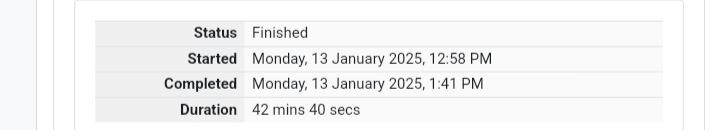 Status Finished
Started Monday, 13 January 2025, 12:58 PM
Completed Monday, 13 January 2025, 1:41 PM
Duration 42 mins 40 secs